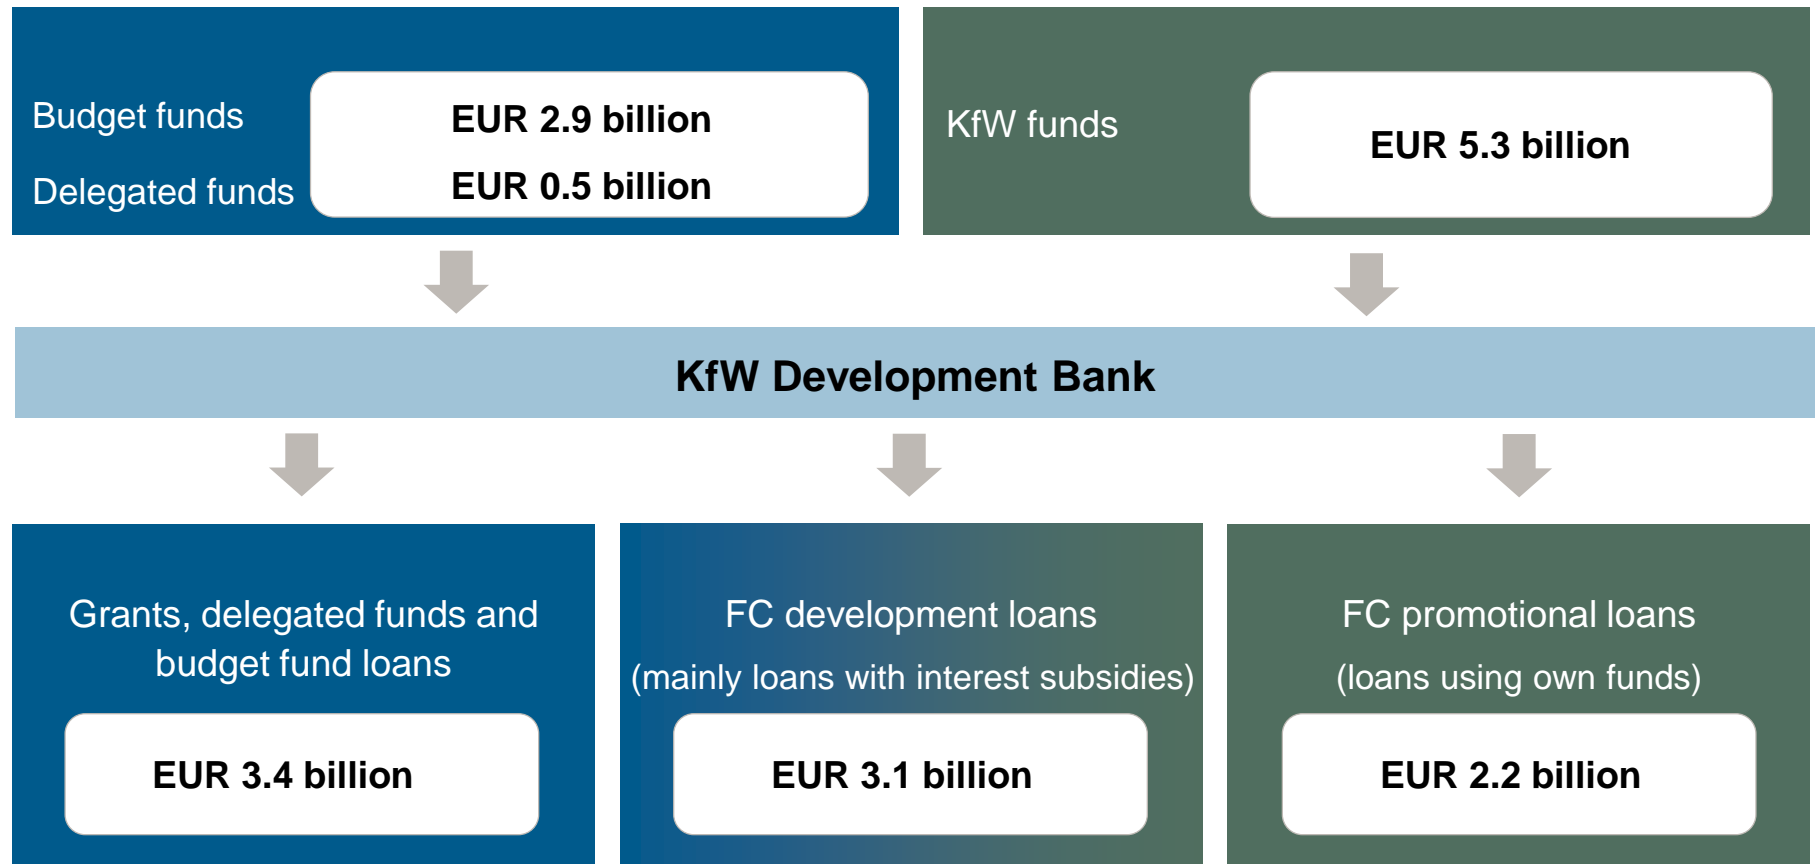 Budget funds
EUR 2.9 billion
Delegated funds
EUR 0.5 billion
KfW funds
EUR 5.3 billion
KfW Development Bank
Grants, delegated funds and
budget fund loans
EUR 3.4 billion
FC development loans
(mainly loans with interest subsidies)
EUR 3.1 billion
FC promotional loans
(loans using own funds)
EUR 2.2 billion